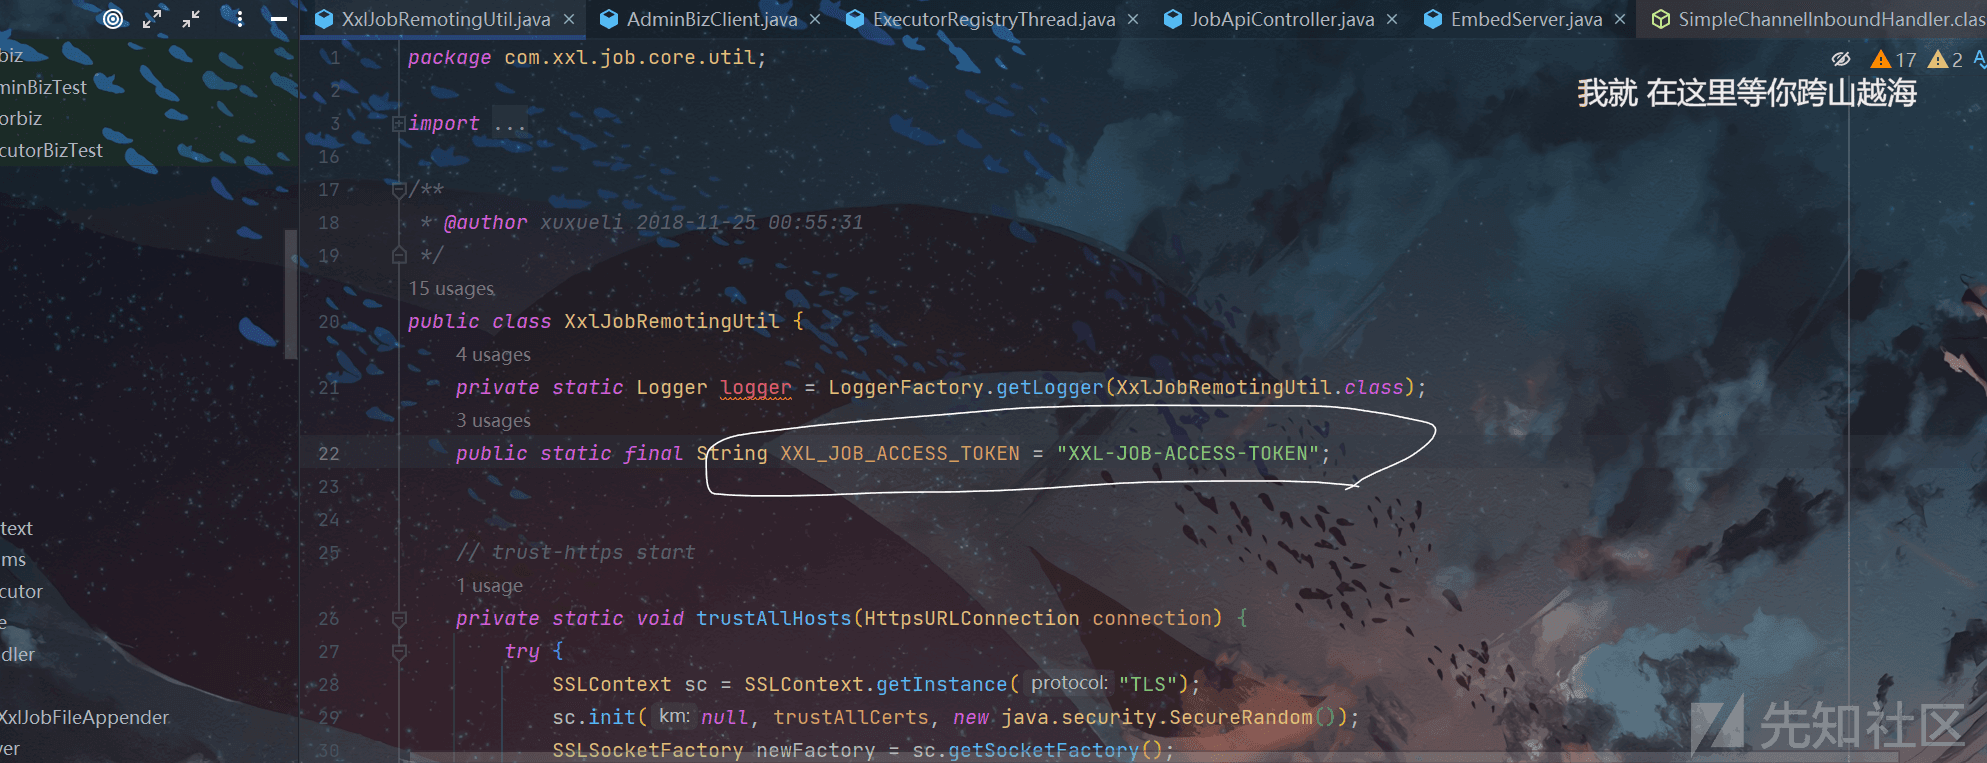 XxlJobRemotingUtil.java
AdminBizClient.java
ExecutorRegistryThread.java
JobApiController.java
EmbedServer.java
SimpleChannelInboundHandler.clas
biz
minBizTest
orbiz
cutorBizTest
text
ms
cutor
e
dler
XxlJobFileAppender
ver
17
2
我就 在这里等你跨山越海
1 package com.xxl.job.core.util;
2
3 import ...
16
17 /**
18 * @author xuxueli 2018-11-25 00:55:31
19 */
15 usages
20 public class XxlJobRemotingUtil {
4 usages
21 private static Logger logger = LoggerFactory.getLogger(XxlJobRemotingUtil.class);
3 usages
22 public static final String XXL_JOB_ACCESS_TOKEN = "XXL-JOB-ACCESS-TOKEN";
23
24
25 // trust-https start
1 usage
26 private static void trustAllHosts(HttpsURLConnection connection) {
27 try {
28 SSLContext sc = SSLContext.getInstance( protocol: "TLS");
29 sc.init( km: null, trustAllCerts, new java.security.SecureRandom());
30 SSLSocketFactory newFactory = sc.getSocketFactory();
先知社区